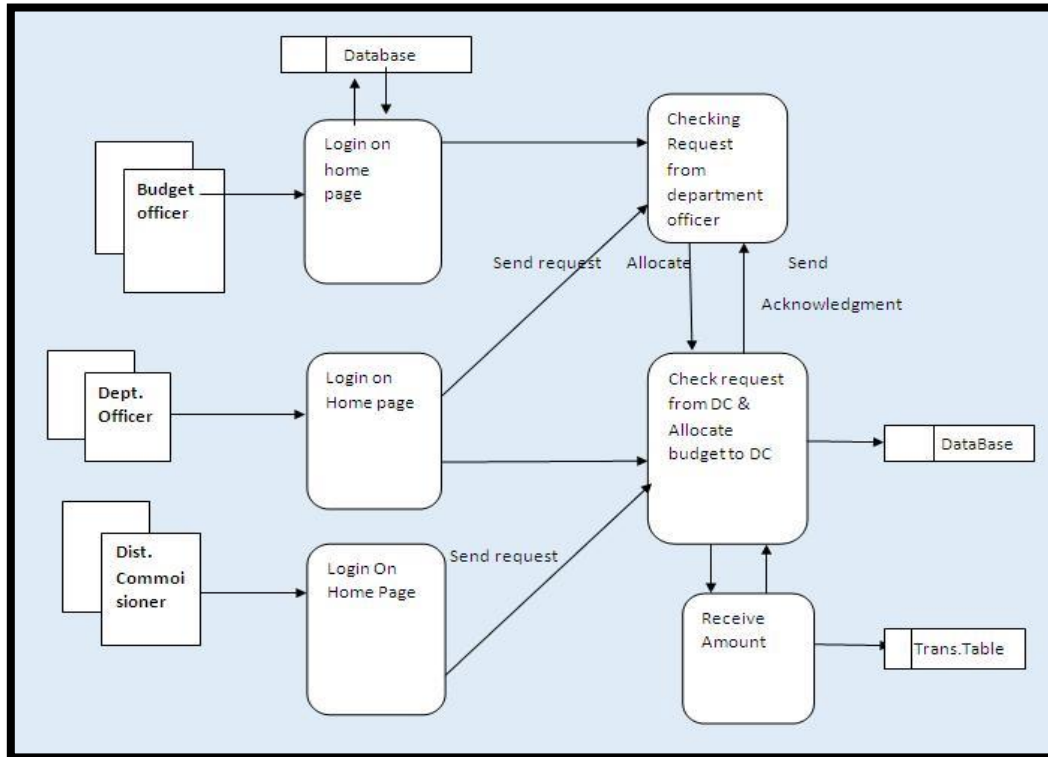 Database
Login on
home
page
Checking
Request
from
department
officer
Budget
officer
Send request
Allocate
Send
Acknowledgment
Dept.
Officer
Login on
Home page
Check request
from DC &
Allocate
budget to DC
DataBase
Dist.
Commoi
sioner
Login On
Home Page
Send request
Receive
Amount
Trans.Table